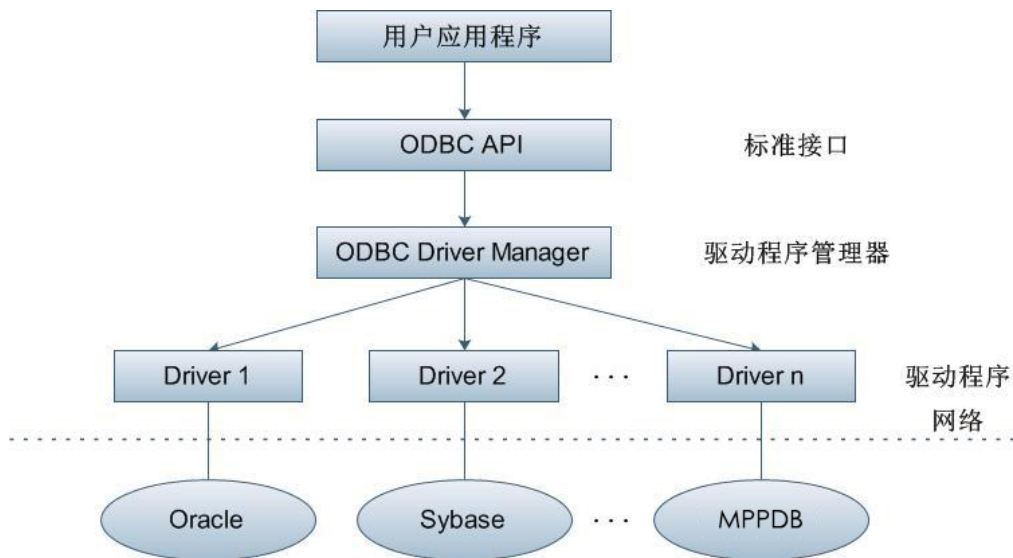 用户应用程序
ODBC API
标准接口
ODBC Driver Manager
驱动程序管理器
Driver 1
Driver 2
...
Driver n
驱动程序
网络
Oracle
Sybase
...
MPPDB